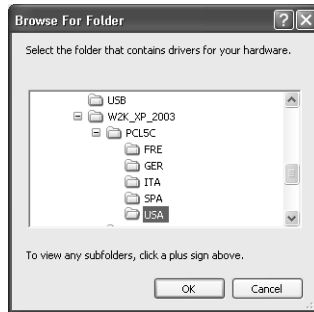 Browse For Folder
Select the folder that contains drivers for your hardware.
USB
W2K_XP_2003
PCL5C
FRE
GER
ITA
SPA
USA
To view any subfolders, click a plus sign above.
OK Cancel